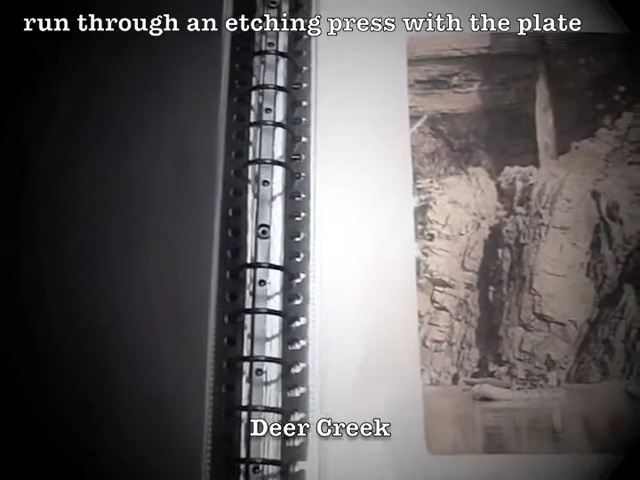 run through an etching press with the plate
Deer Creek